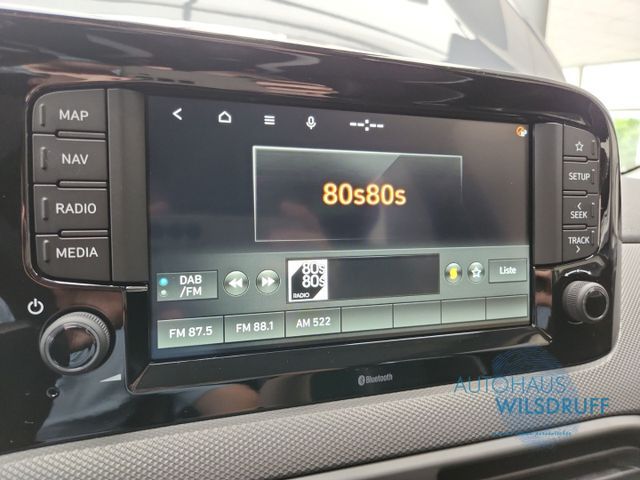 MAP
NAV
RADIO
MEDIA
--:--
80s80s
DAB
/FM
80s
80s
RADIO
Liste
FM 87.5
FM 88.1
AM 522
SETUP
SEEK
TRACK
Bluetooth
AUTOHAUS
WILSDRUFF